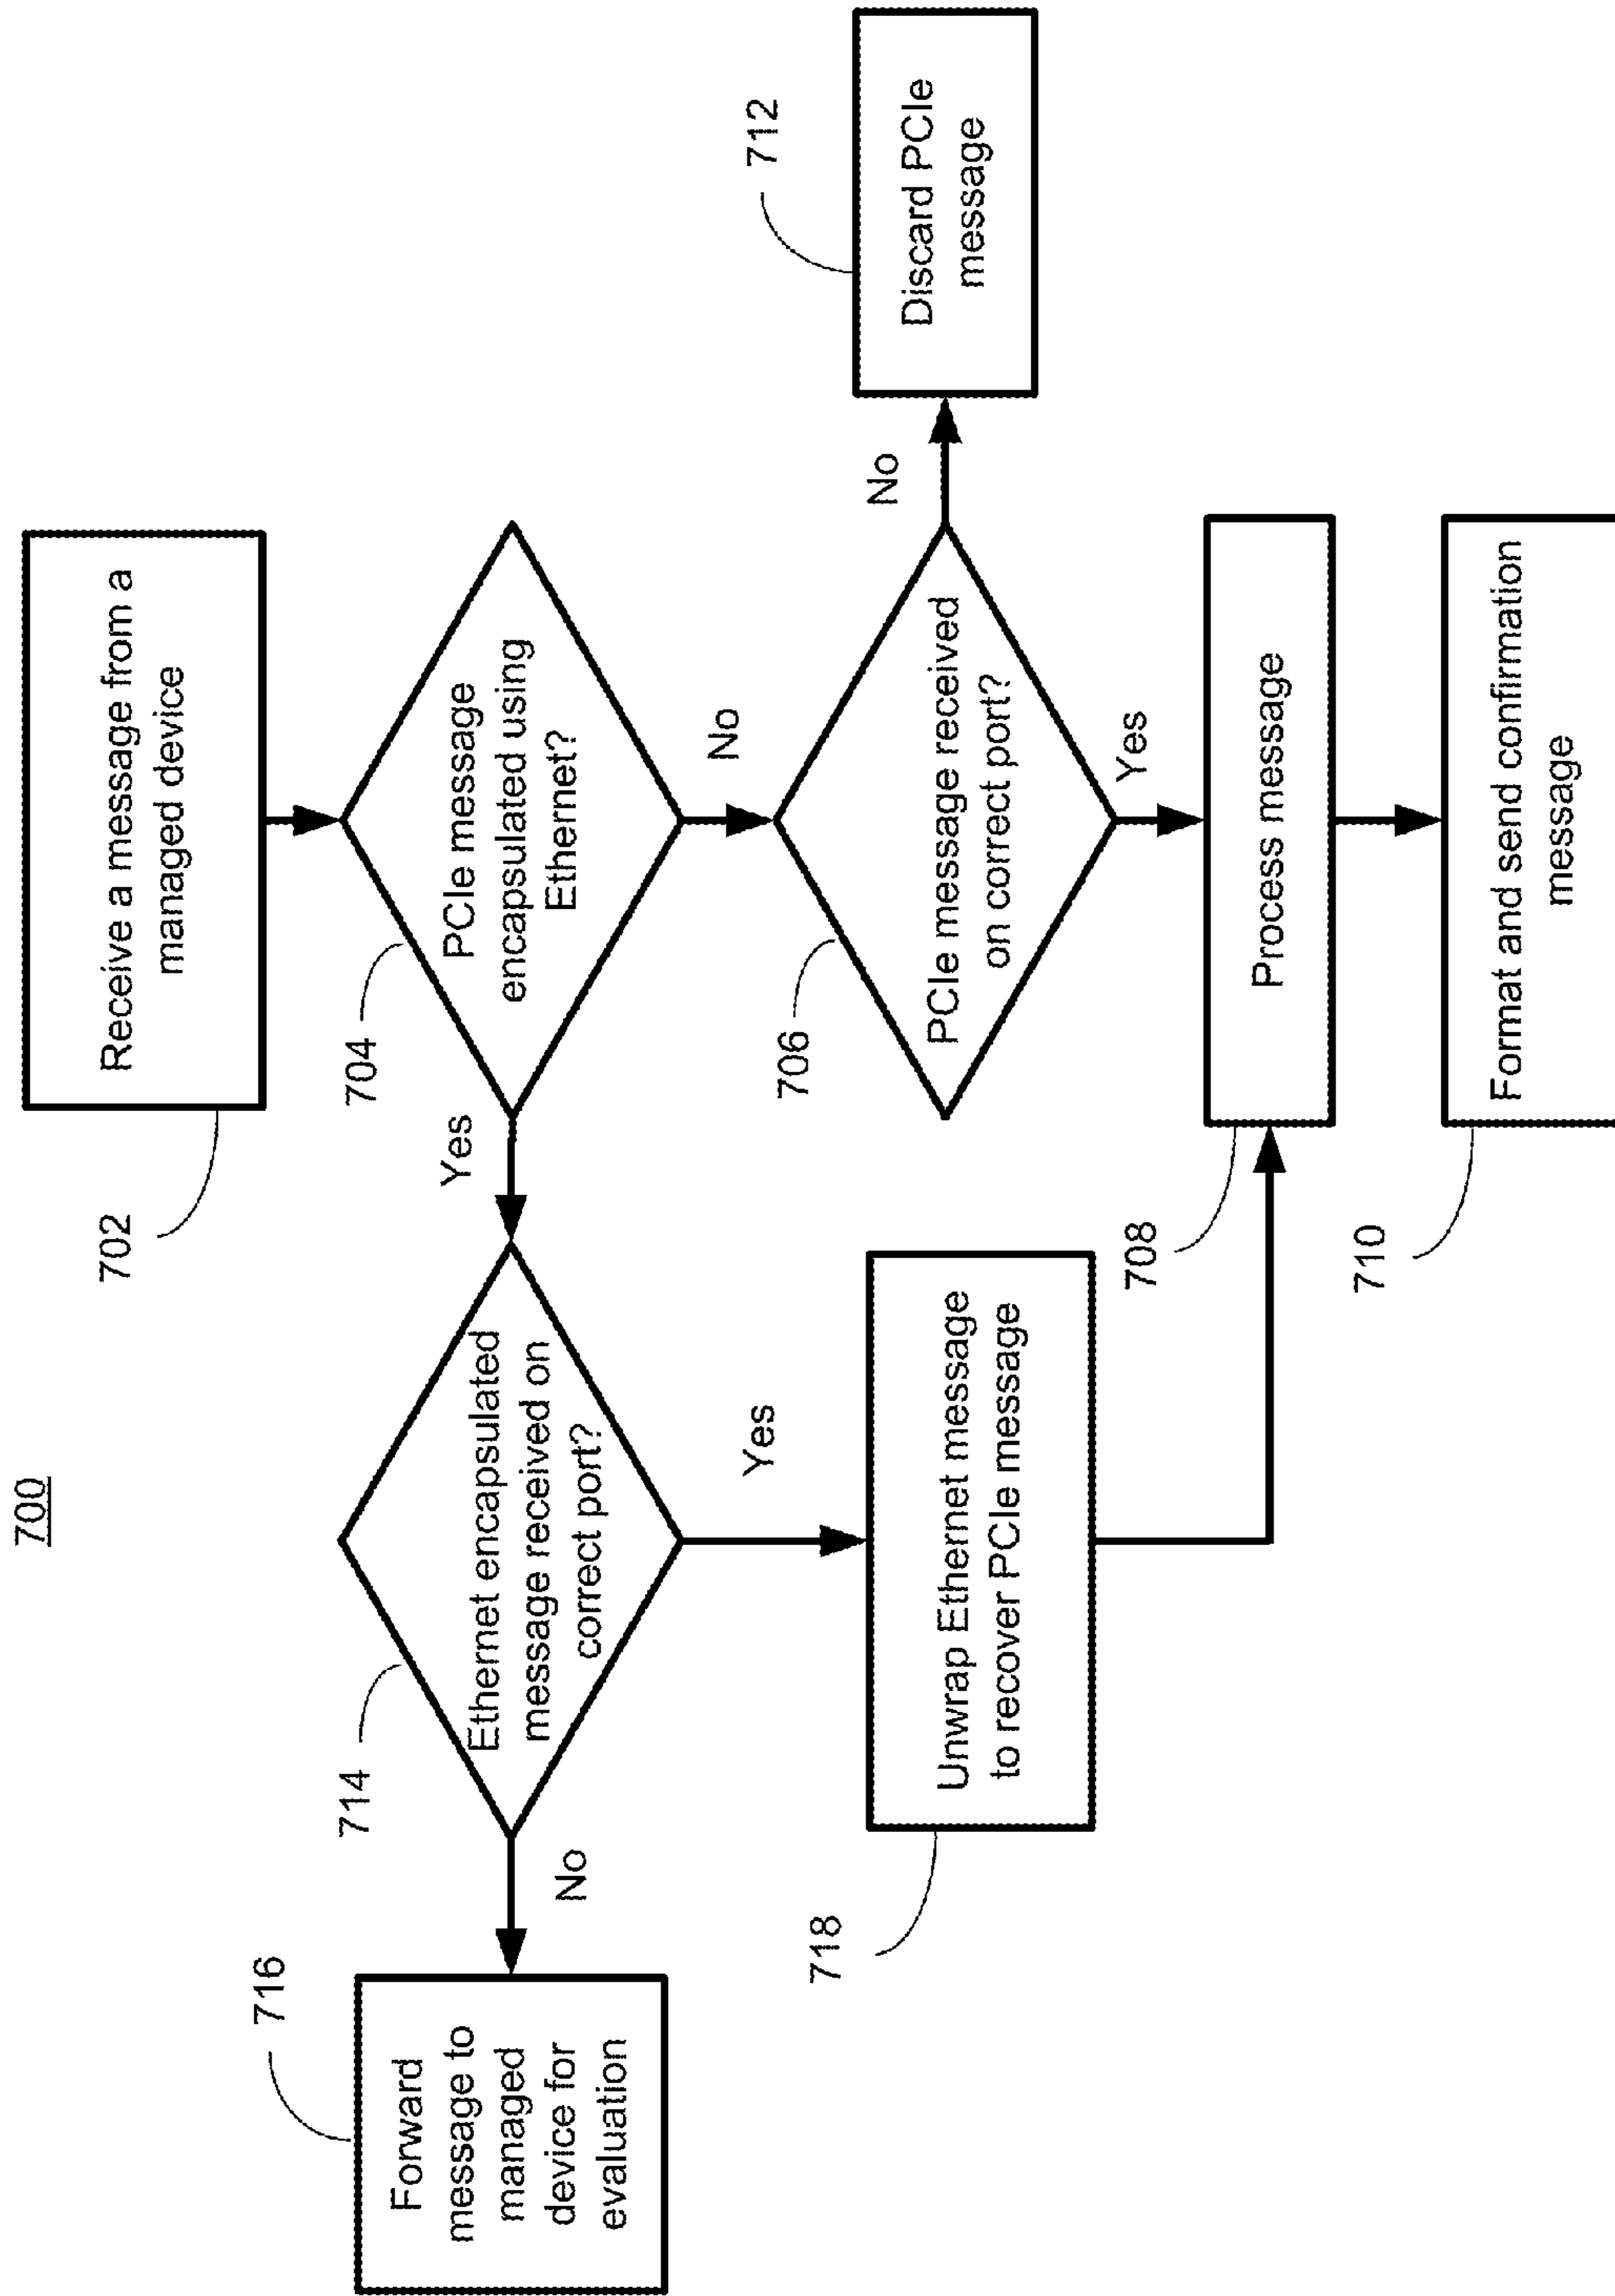 700
702
Receive a message from a
managed device
704
PCIe message
encapsulated using
Ethernet?
Yes
No
714
Ethernet encapsulated
message received on
correct port?
No
Yes
716
Forward
message to
managed
device for
evaluation
706
PCIe message received
on correct port?
No
Yes
712
Discard PCIe
message
718
Unwrap Ethernet message
to recover PCIe message
708
Process message
710
Format and send confirmation
message